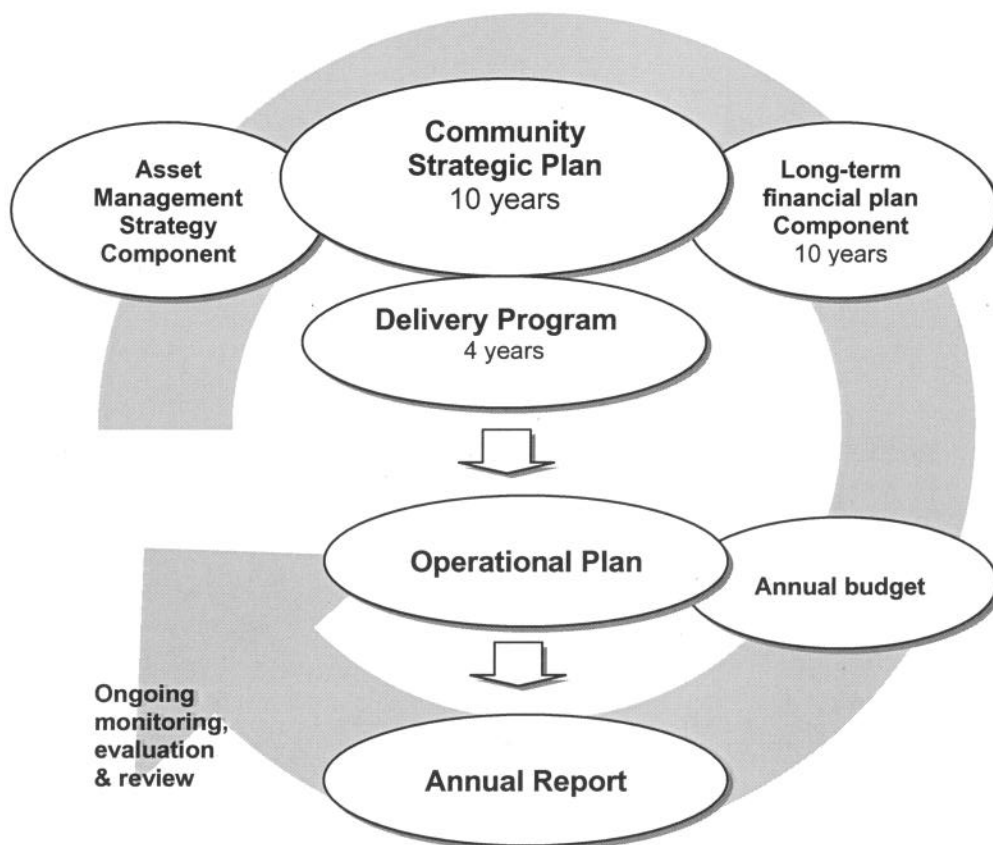 Community
Strategic Plan
10 years
Asset
Management
Strategy
Component
Long-term
financial plan
Component
10 years
Delivery Program
4 years
Operational Plan
Annual budget
Ongoing
monitoring,
evaluation
& review
Annual Report